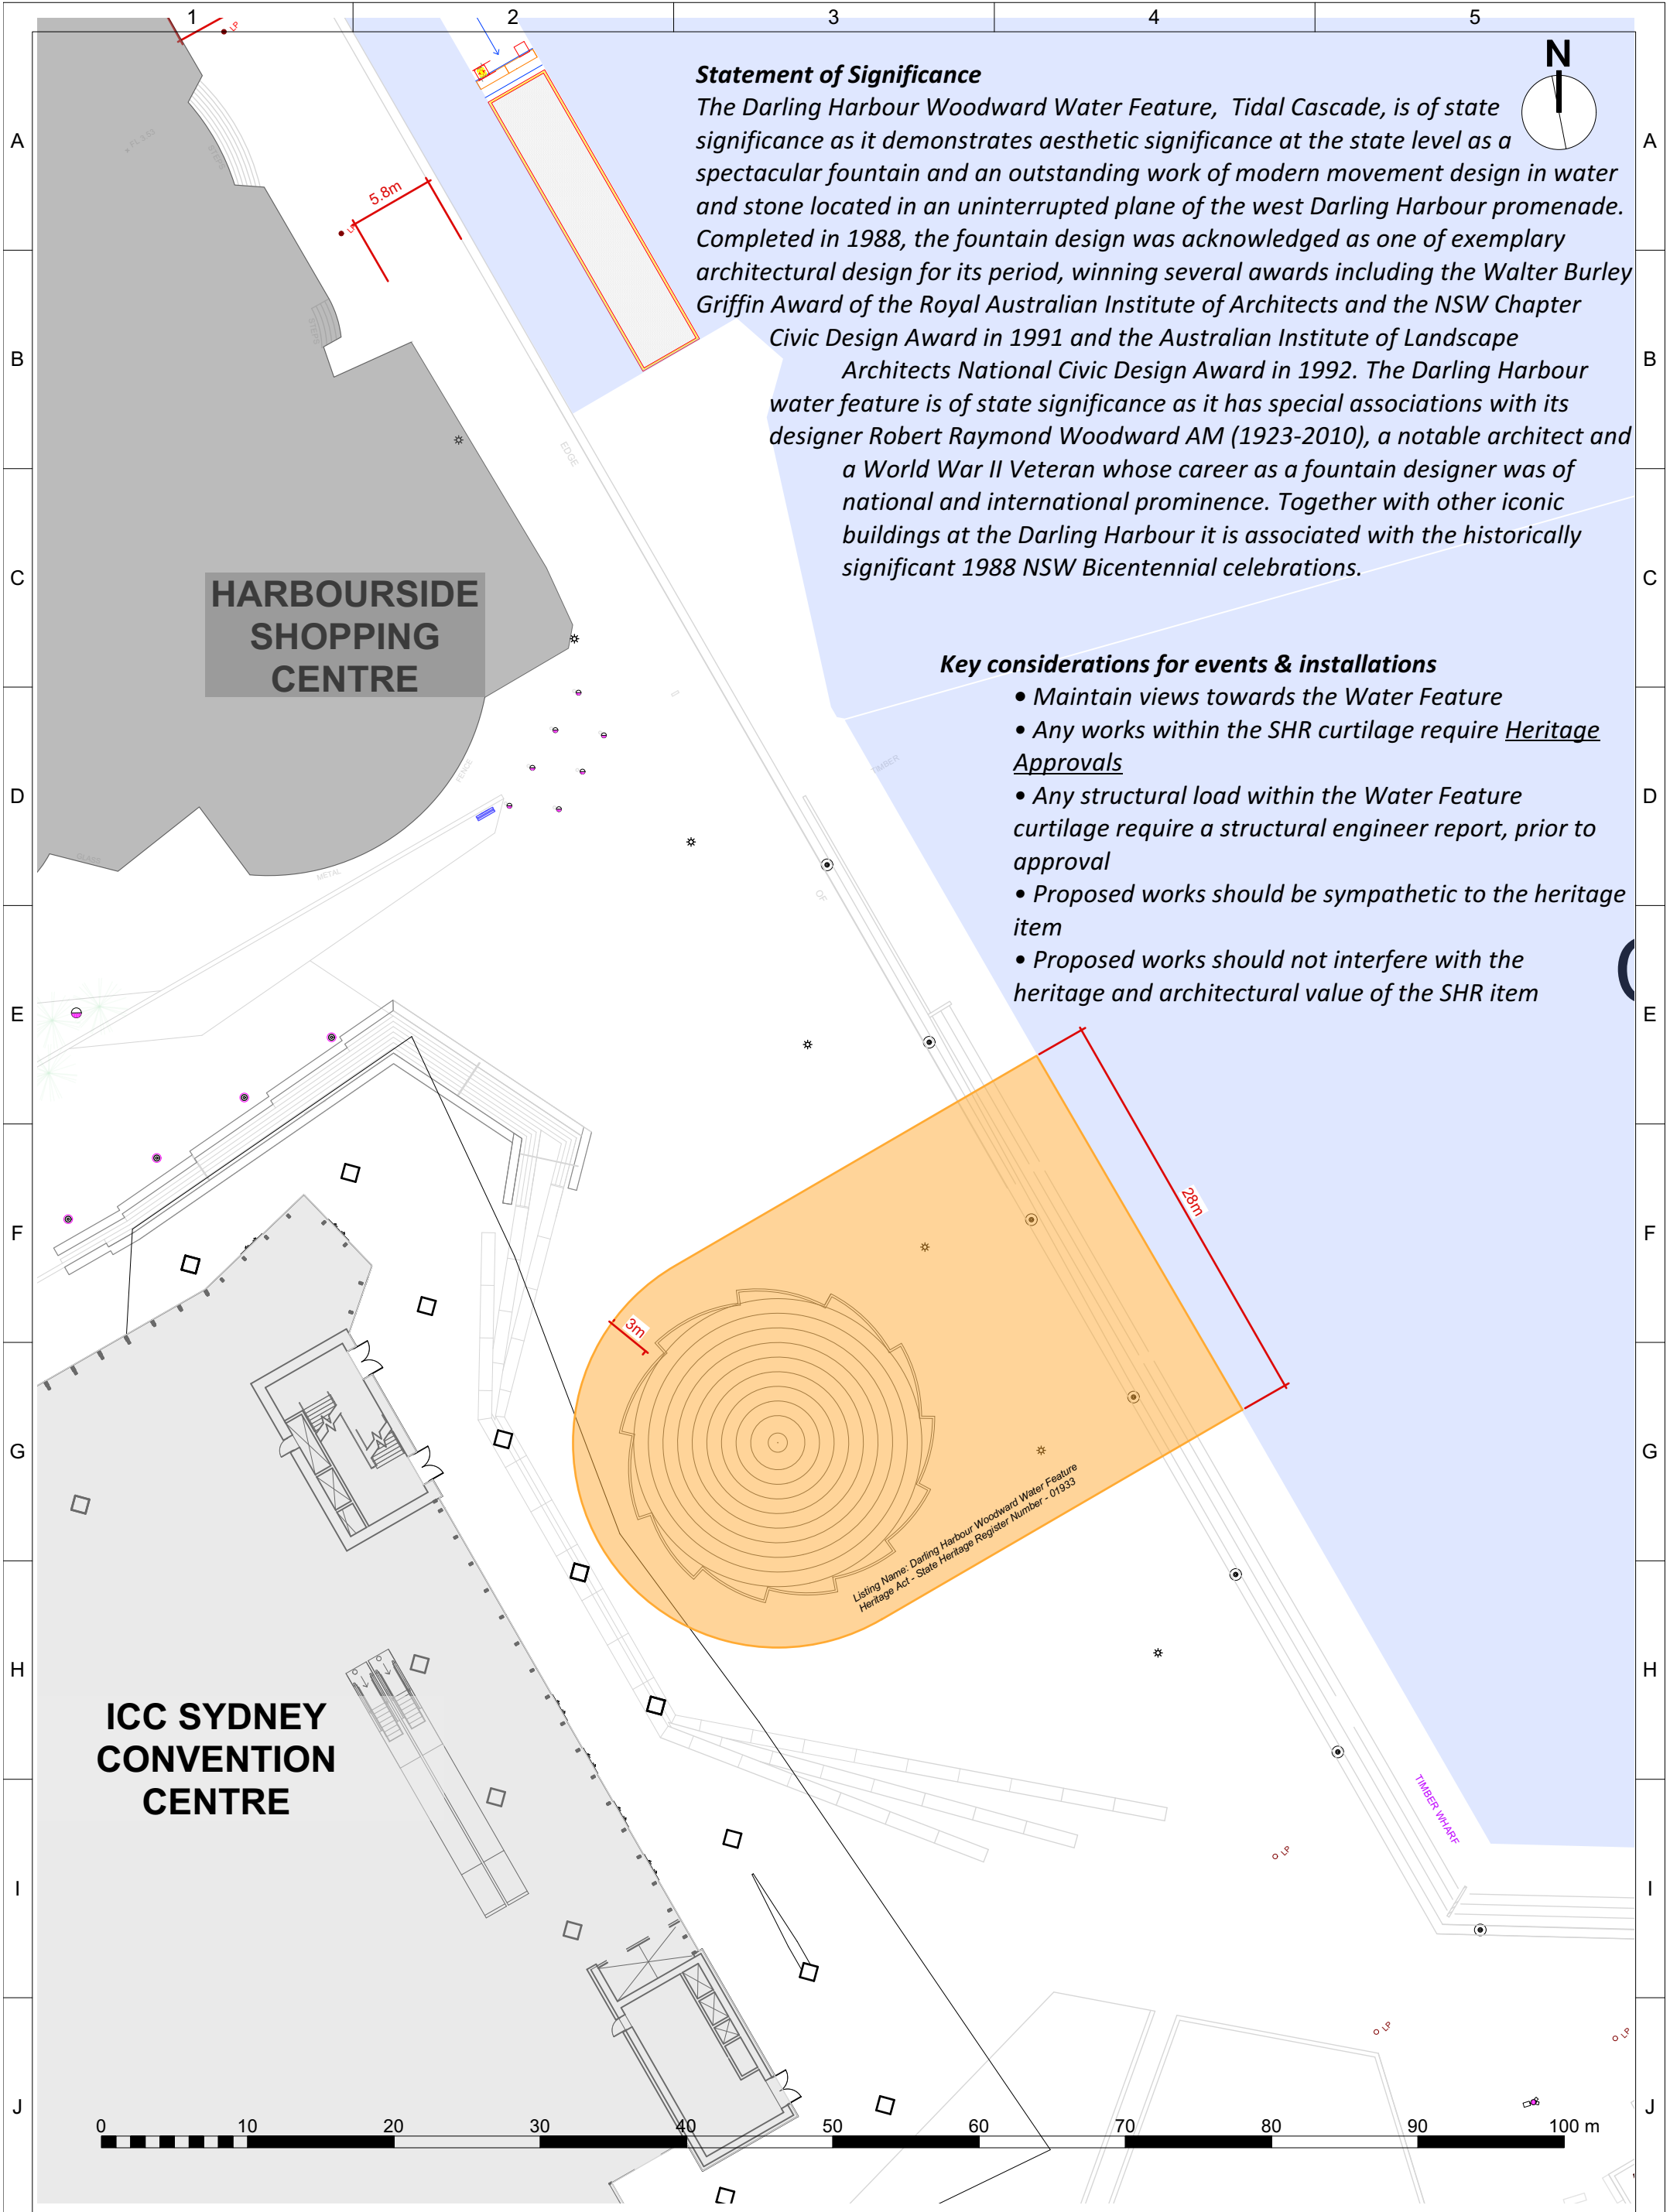 1 2 3 4 5
N
Statement of Significance
The Darling Harbour Woodward Water Feature, Tidal Cascade, is of state
significance as it demonstrates aesthetic significance at the state level as a
spectacular fountain and an outstanding work of modern movement design in water
and stone located in an uninterrupted plane of the west Darling Harbour promenade.
Completed in 1988, the fountain design was acknowledged as one of exemplary
architectural design for its period, winning several awards including the Walter Burley
Griffin Award of the Royal Australian Institute of Architects and the NSW Chapter
Civic Design Award in 1991 and the Australian Institute of Landscape
Architects National Civic Design Award in 1992. The Darling Harbour
water feature is of state significance as it has special associations with its
designer Robert Raymond Woodward AM (1923-2010), a notable architect and
a World War II Veteran whose career as a fountain designer was of
national and international prominence. Together with other iconic
buildings at the Darling Harbour it is associated with the historically
significant 1988 NSW Bicentennial celebrations.
Key considerations for events & installations
• Maintain views towards the Water Feature
• Any works within the SHR curtilage require Heritage
Approvals
• Any structural load within the Water Feature
curtilage require a structural engineer report, prior to
approval
• Proposed works should be sympathetic to the heritage
item
• Proposed works should not interfere with the
heritage and architectural value of the SHR item
A A
B B
C C
D D
E E
F F
G G
H H
I I
J J
LP
STEPS
5.8m
LP
STEPS
EDGE
HARBOURSIDE
SHOPPING
CENTRE
FENCE
TIMBER
METAL
OF
28m
3m
Listing Name: Darling Harbour Woodward Water Feature
Heritage Act - State Heritage Register Number - 01933
ICC SYDNEY
CONVENTION
CENTRE
TIMBER WHARF
LP
LP
LP
0 10 20 30 40 50 60 70 80 90 100 m